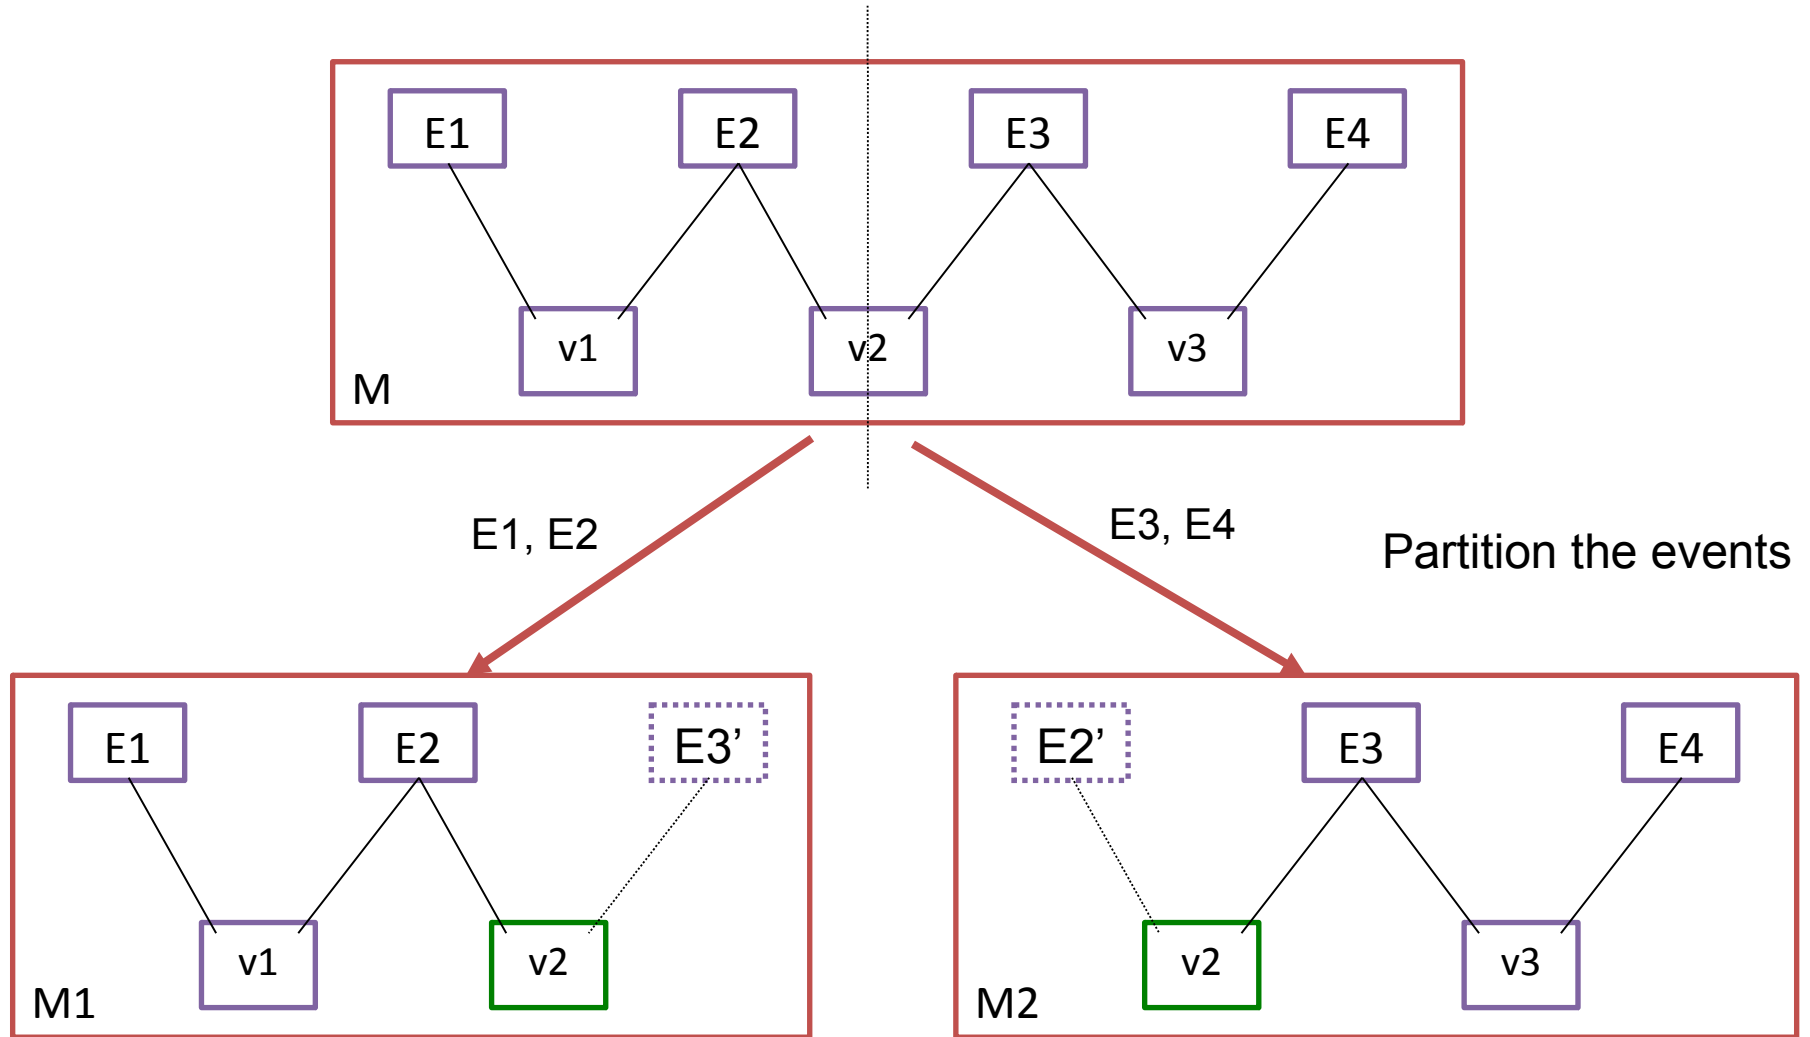 E1
E2
E3
E4
v1
v2
v3
M
E1, E2
E3, E4
Partition the events
E1
E2
E3’
E2’
E3
E4
v1
v2
v2
v3
M1
M2